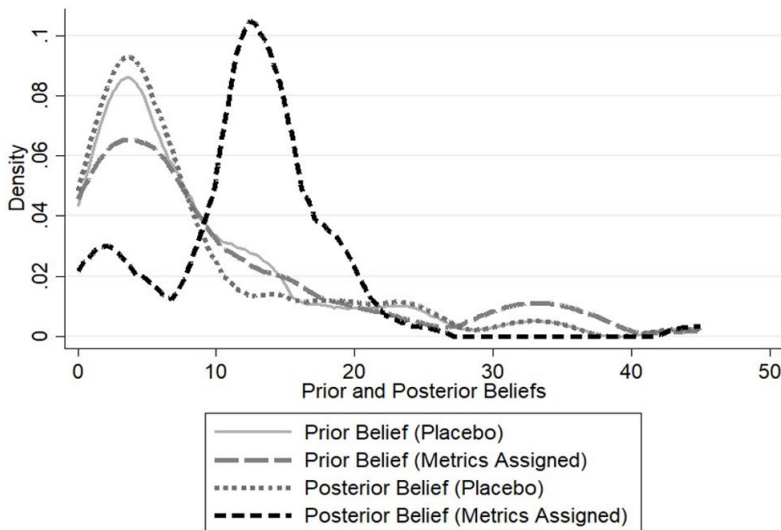 .1
.08
.06
.04
.02
0
Density
0 10 20 30 40 50
Prior and Posterior Beliefs
Prior Belief (Placebo)
Prior Belief (Metrics Assigned)
Posterior Belief (Placebo)
Posterior Belief (Metrics Assigned)